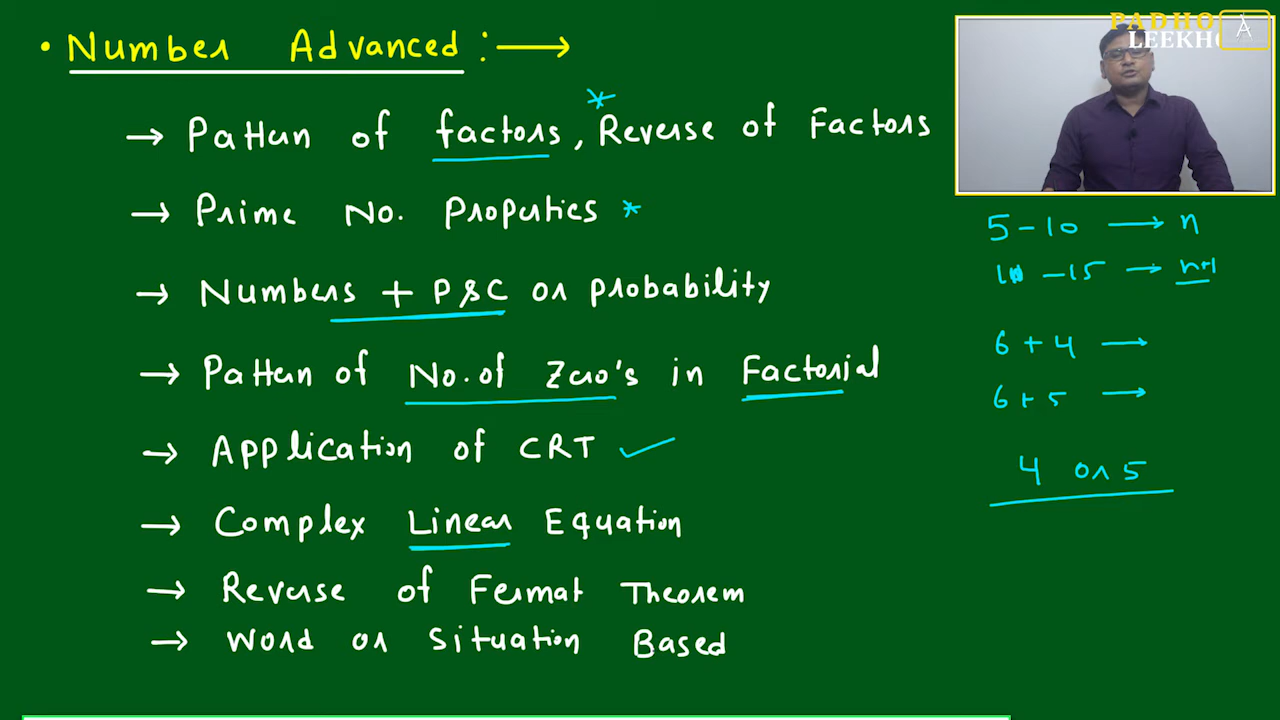 • Number Advanced :→
→ Pattern of factors, * Reverse of Factors
→ Prime No. Properties *
→ Numbers + P&C or probability
→ Pattern of No. of Zero's in Factorial
→ Application of CRT ✓
→ Complex Linear Equation
→ Reverse of Fermat Theorem
→ Word or Situation Based
PADHO
LEEKHO
5-10 → n
10-15 → n+1
6+4 →
6+5 →
4 or 5